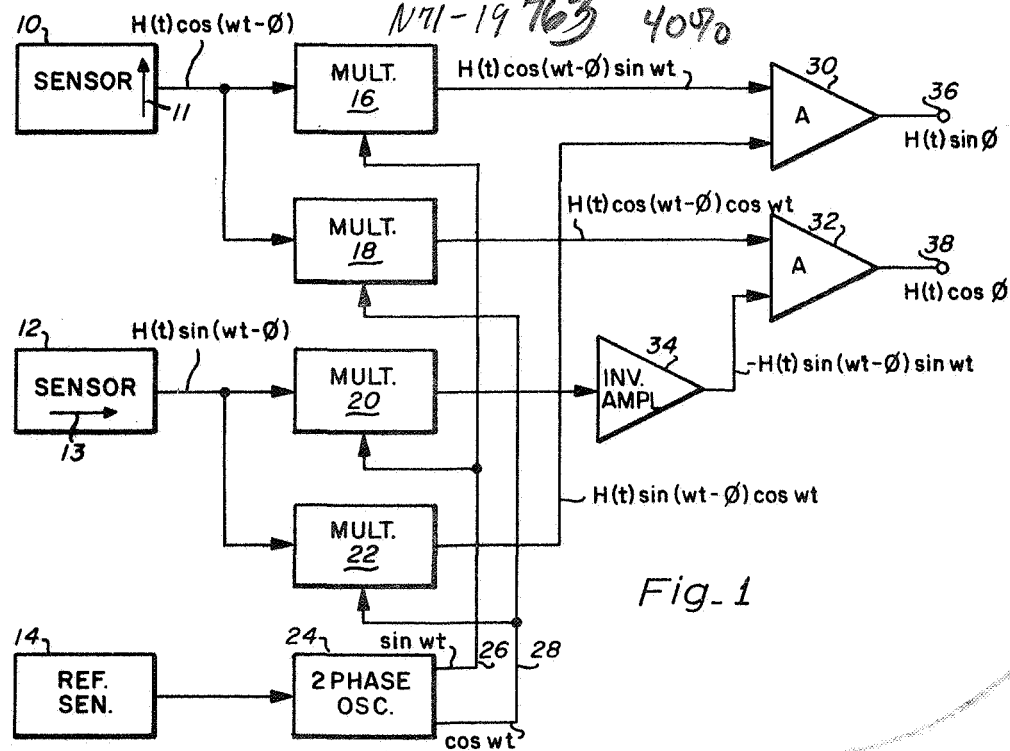 N71-19 763 40%
10
H(t)cos(wt-Ø)
SENSOR
11
MULT.
16
H(t)cos(wt-Ø)sin wt
30
A
36
H(t)sinØ
MULT.
18
H(t)cos(wt-Ø)cos wt
32
A
38
H(t)cos Ø
12
H(t)sin(wt-Ø)
SENSOR
13
MULT.
20
34
INV.
AMPL
-H(t)sin(wt-Ø)sin wt
MULT.
22
H(t)sin(wt-Ø)cos wt
Fig_1
14
REF.
SEN.
24
2 PHASE
OSC.
sin wt
26
28
cos wt